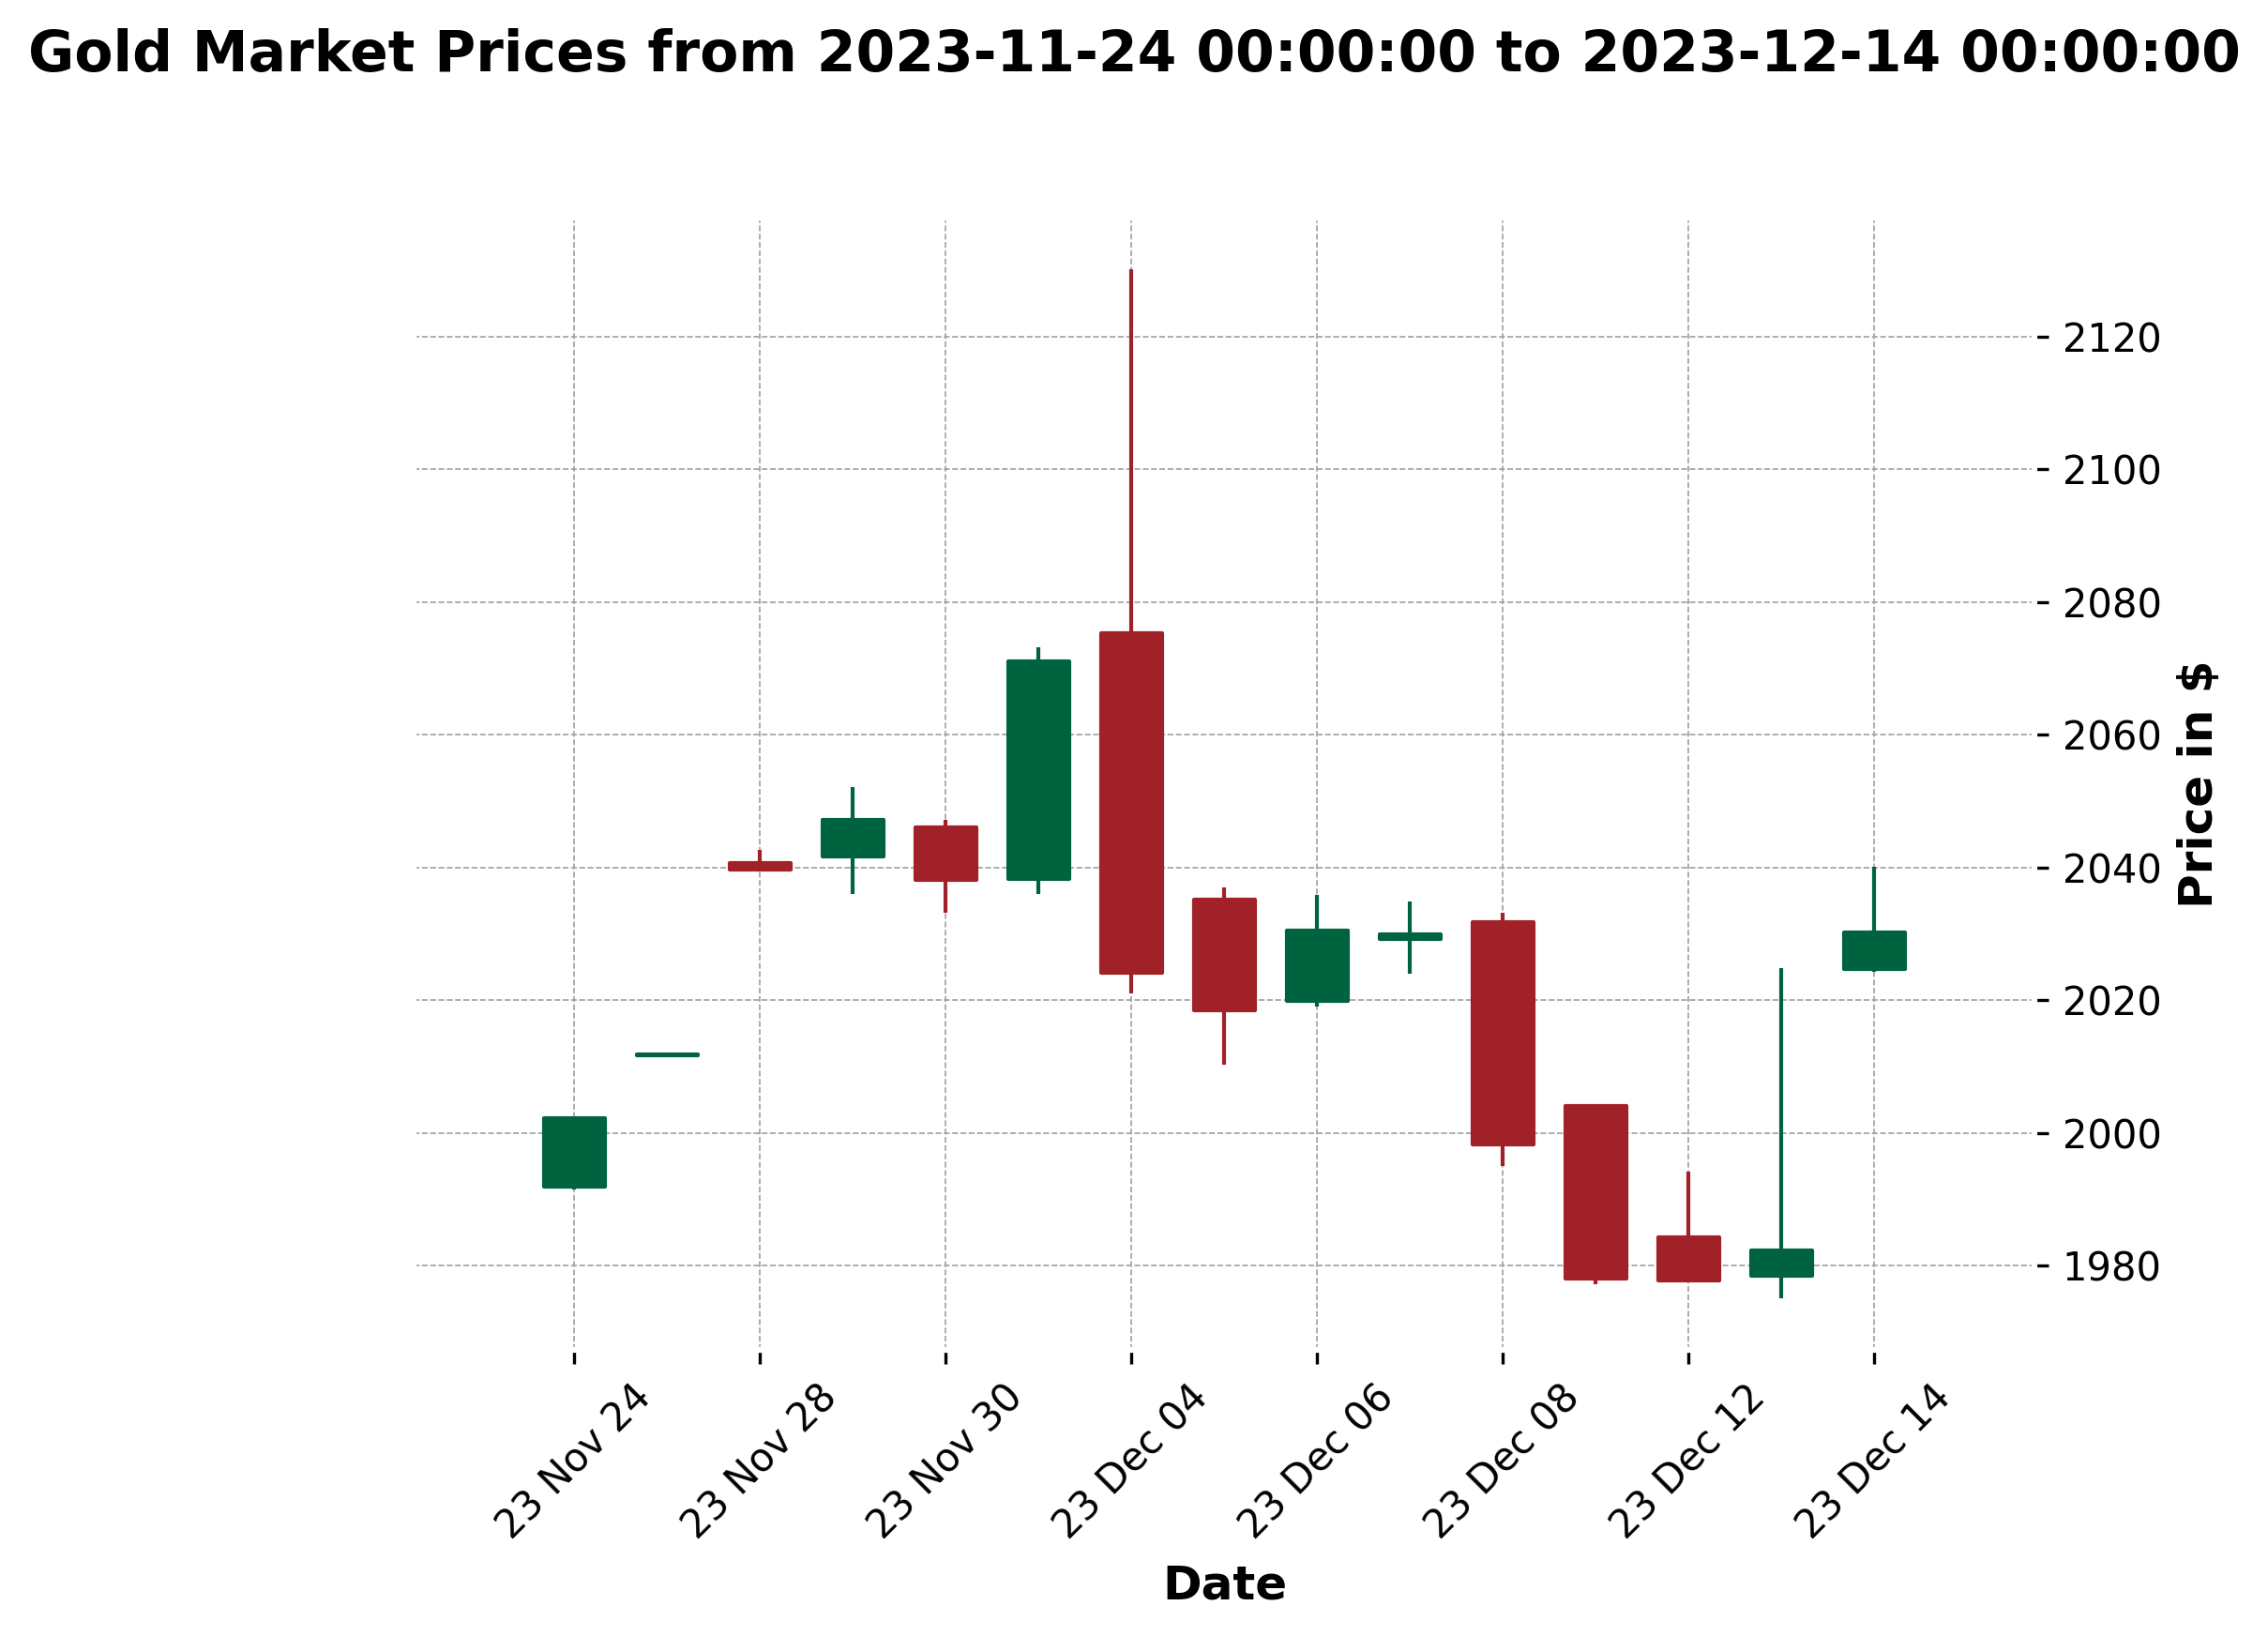 Gold Market Prices from 2023-11-24 00:00:00 to 2023-12-14 00:00:00
2120
2100
2080
2060
2040
2020
2000
1980
Price in $
23 Nov 24
23 Nov 28
23 Nov 30
23 Dec 04
23 Dec 06
23 Dec 08
23 Dec 12
23 Dec 14
Date